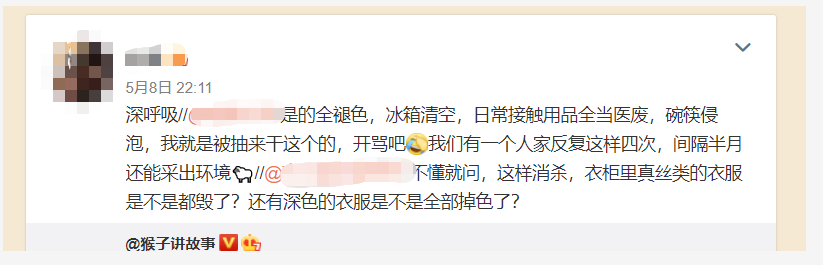 5月8日 22:11
深呼吸//@是的全褪色，冰箱清空，日常接触用品全当医废，碗筷侵
泡，我就是被抽来干这个的，开骂吧🤣我们有一个人家反复这样四次，间隔半月
还能采出环境🐑//@不懂就问，这样消杀，衣柜里真丝类的衣服
是不是都毁了？还有深色的衣服是不是全部掉色了？
@猴子讲故事